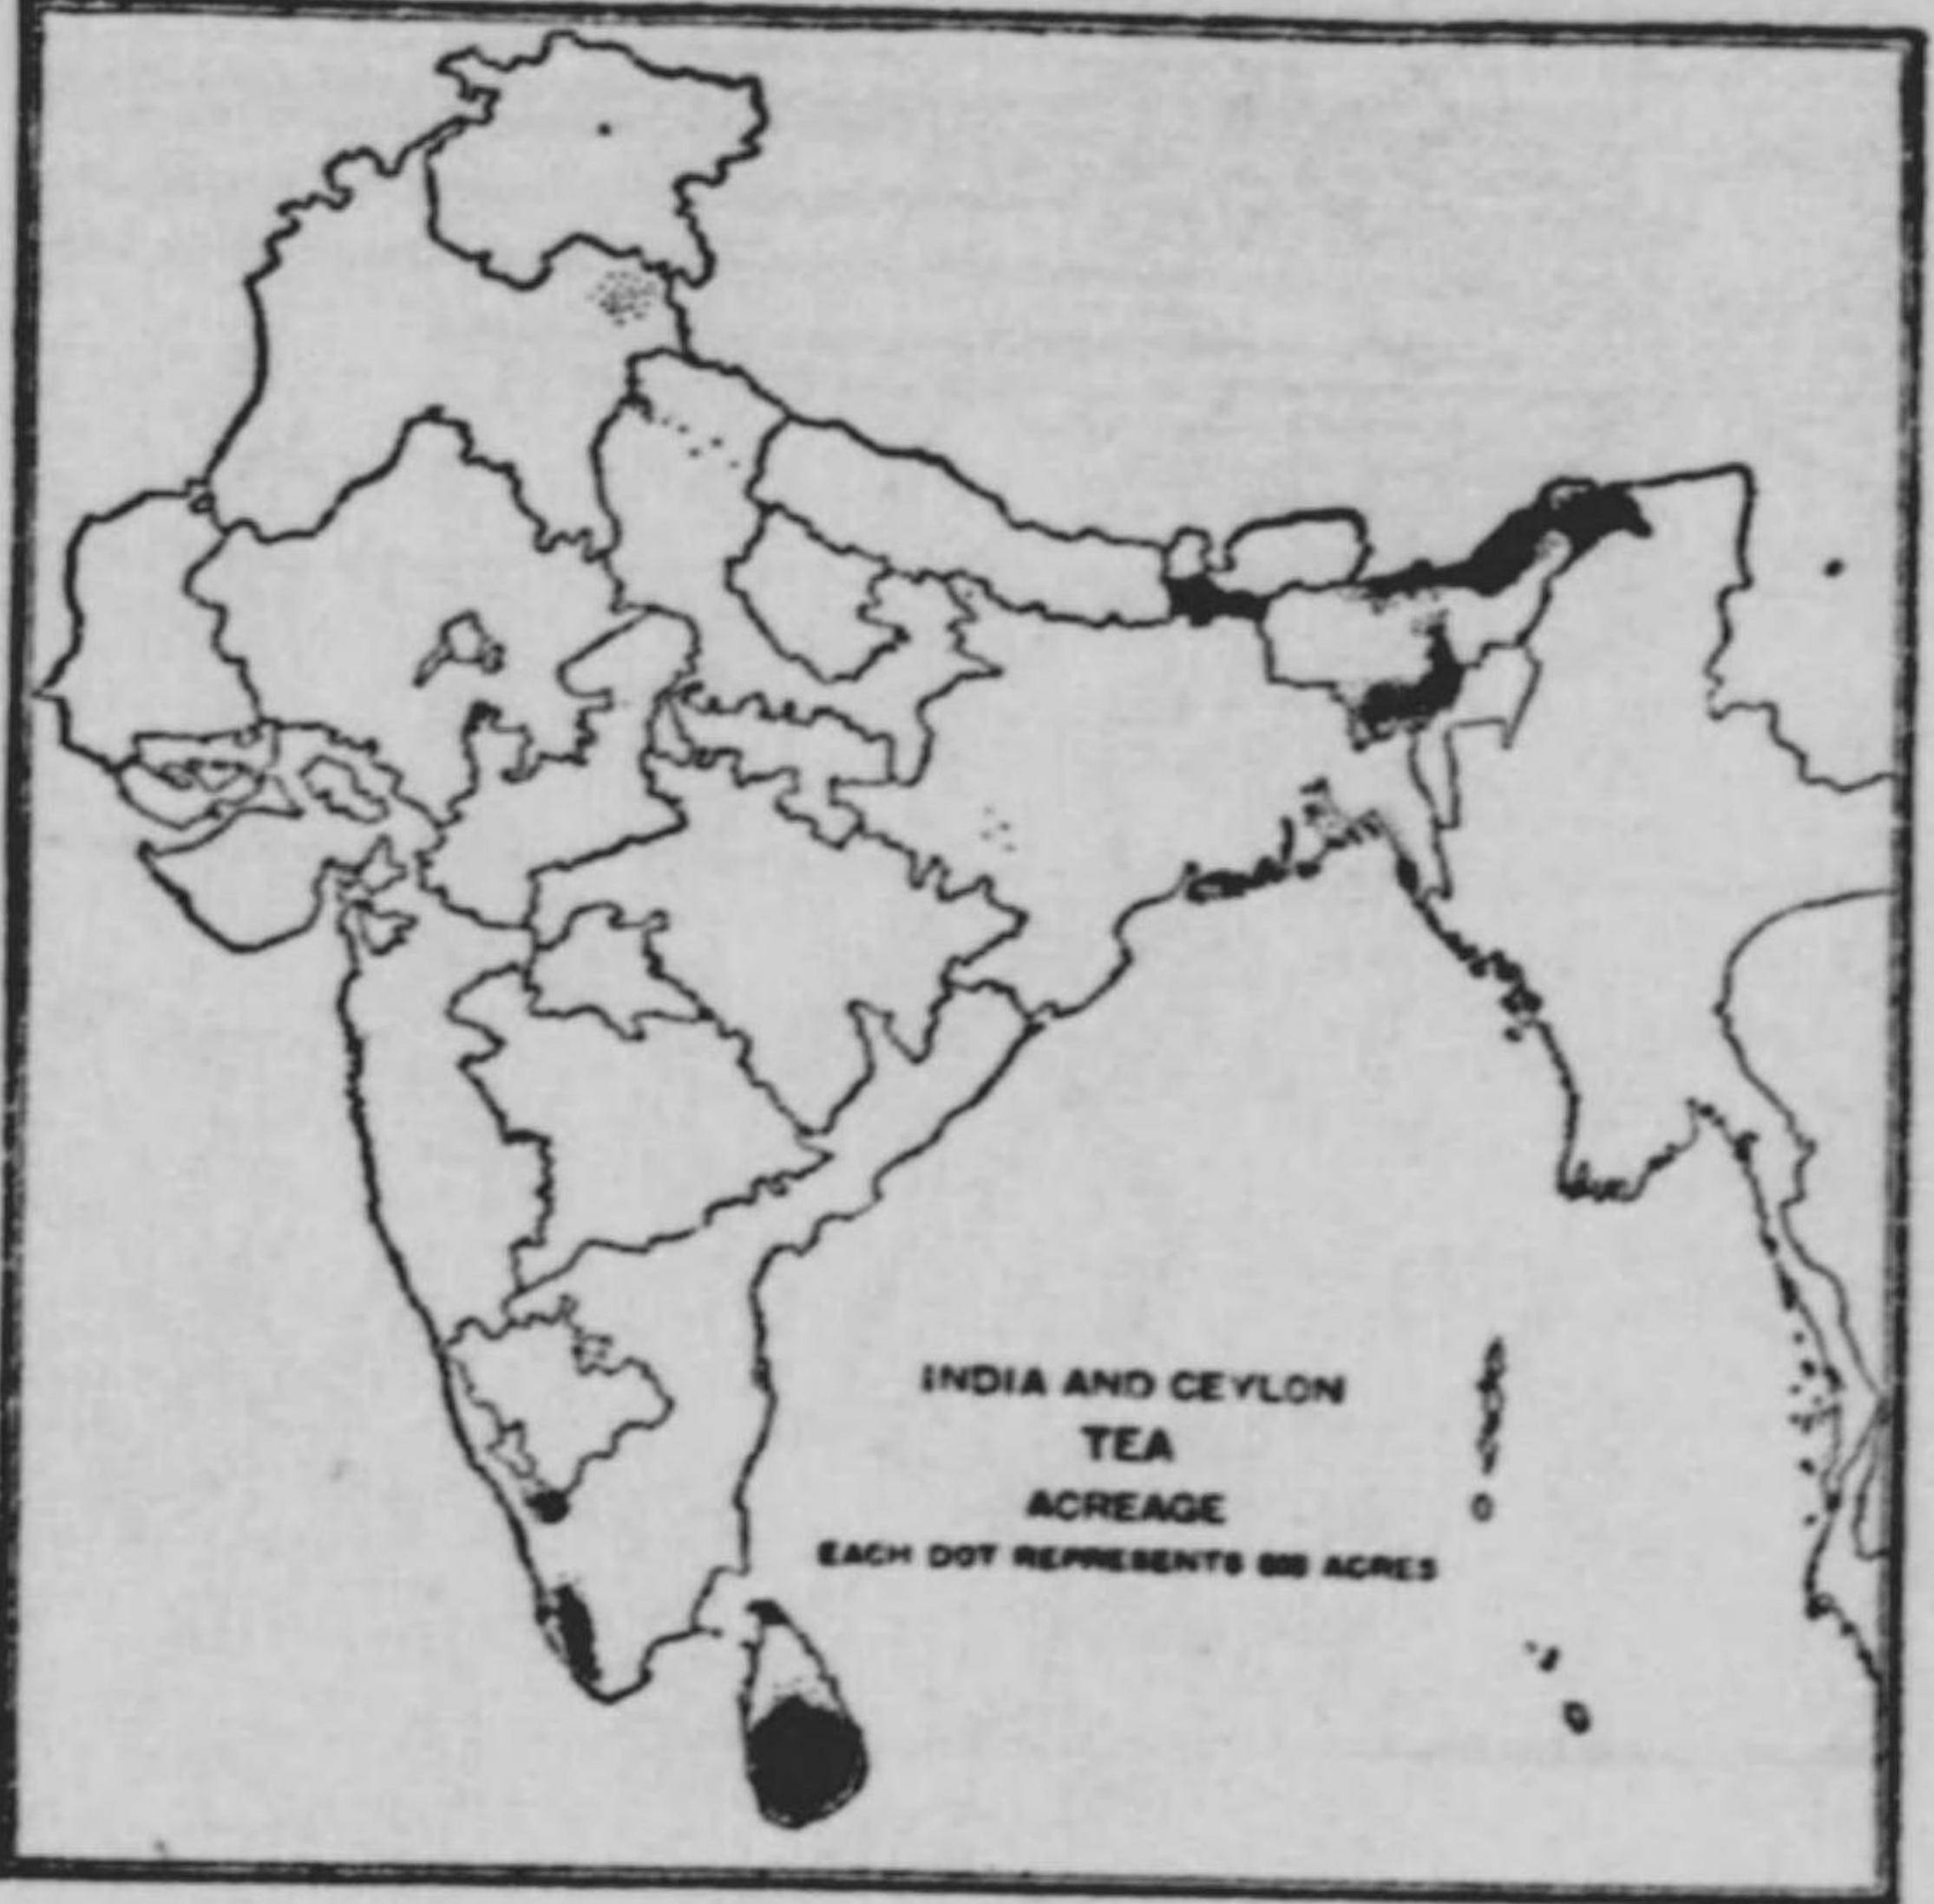 INDIA AND CEYLON
TEA
ACREAGE
EACH DOT REPRESENTS ACRES